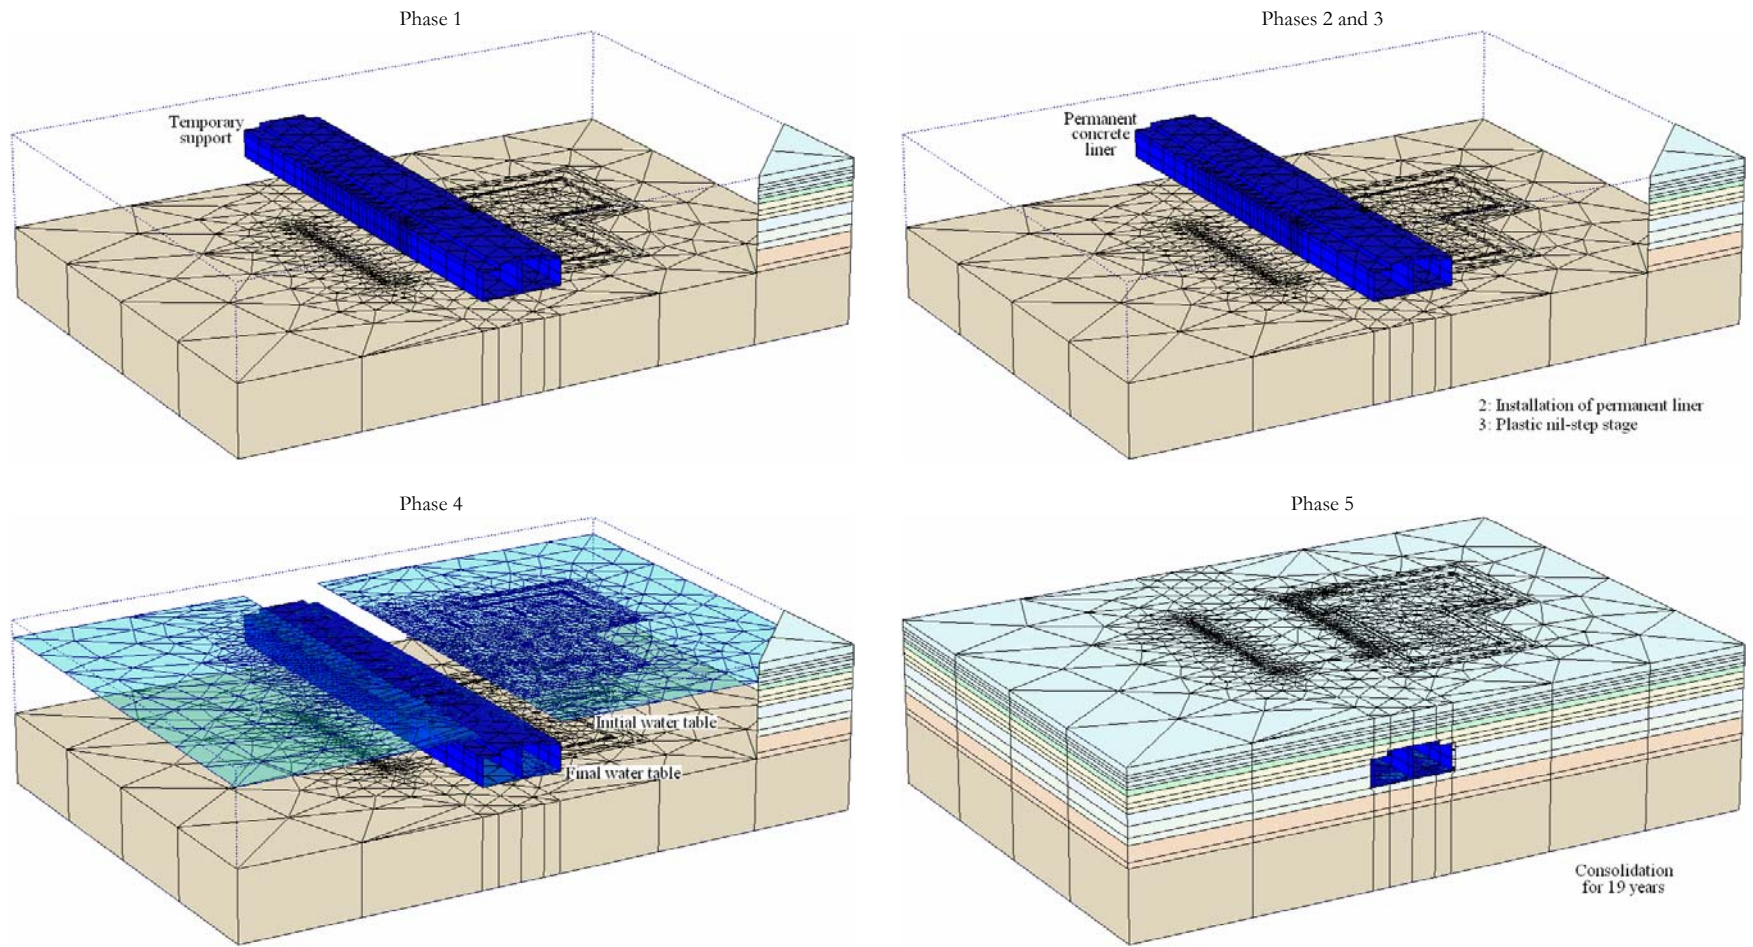 Phase 1
Temporary
support
Phases 2 and 3
Permanent
concrete
liner
2: Installation of permanent liner
3: Plastic nil-step stage
Phase 4
Initial water table
Final water table
Phase 5
Consolidation
for 19 years